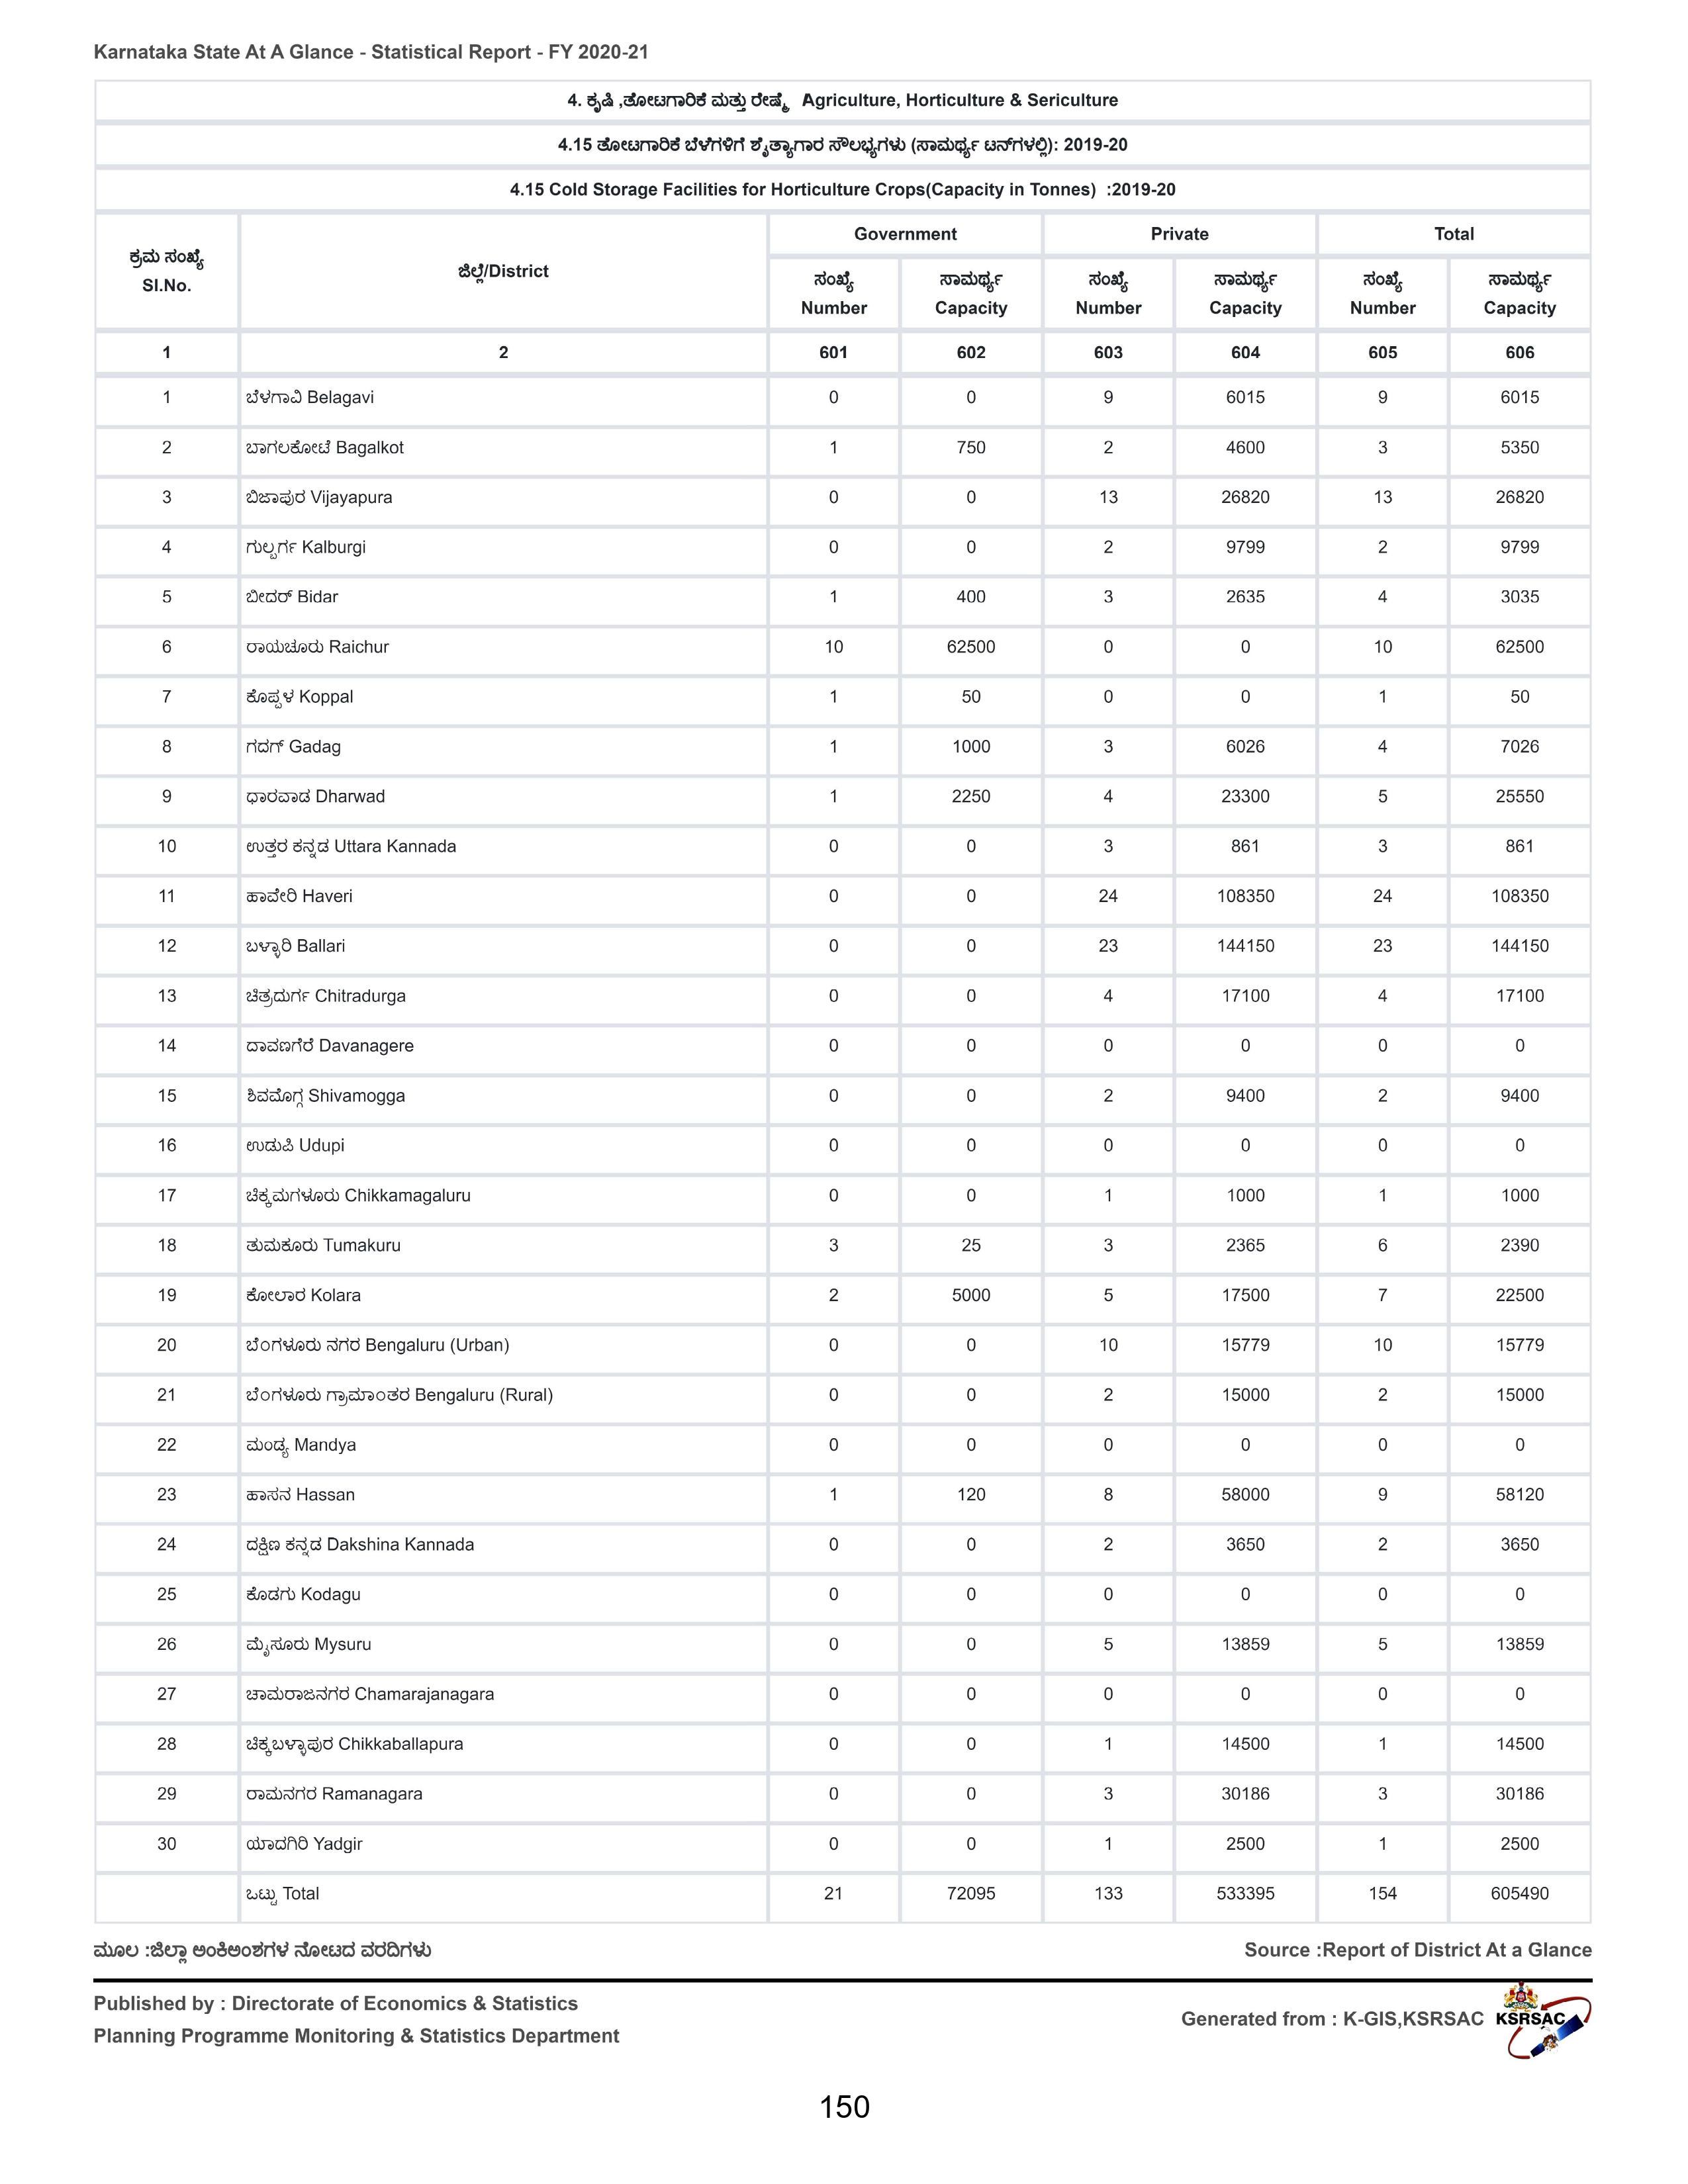 Karnataka State At A Glance - Statistical Report - FY 2020-21
4. ಕೃಷಿ ,ತೋಟಗಾರಿಕೆ ಮತ್ತು ರೇಷ್ಮೆ Agriculture, Horticulture & Sericulture
4.15 ತೋಟಗಾರಿಕೆ ಬೆಳೆಗಳಿಗೆ ಶೈತ್ಯಾಗಾರ ಸೌಲಭ್ಯಗಳು (ಸಾಮರ್ಥ್ಯ ಟನ್‌ಗಳಲ್ಲಿ): 2019-20
4.15 Cold Storage Facilities for Horticulture Crops(Capacity in Tonnes) :2019-20
ಕ್ರಮ ಸಂಖ್ಯೆ Sl.No. ಜಿಲ್ಲೆ/District Government Private Total
ಸಂಖ್ಯೆ ಸಾಮರ್ಥ್ಯ ಸಂಖ್ಯೆ ಸಾಮರ್ಥ್ಯ ಸಂಖ್ಯೆ ಸಾಮರ್ಥ್ಯ
Number Capacity Number Capacity Number Capacity
1 2 601 602 603 604 605 606
1 ಬೆಳಗಾವಿ Belagavi 0 0 9 6015 9 6015
2 ಬಾಗಲಕೋಟೆ Bagalkot 1 750 2 4600 3 5350
3 ಬಿಜಾಪುರ Vijayapura 0 0 13 26820 13 26820
4 ಗುಲ್ಬರ್ಗ Kalburgi 0 0 2 9799 2 9799
5 ಬೀದರ್ Bidar 1 400 3 2635 4 3035
6 ರಾಯಚೂರು Raichur 10 62500 0 0 10 62500
7 ಕೊಪ್ಪಳ Koppal 1 50 0 0 1 50
8 ಗದಗ್ Gadag 1 1000 3 6026 4 7026
9 ಧಾರವಾಡ Dharwad 1 2250 4 23300 5 25550
10 ಉತ್ತರ ಕನ್ನಡ Uttara Kannada 0 0 3 861 3 861
11 ಹಾವೇರಿ Haveri 0 0 24 108350 24 108350
12 ಬಳ್ಳಾರಿ Ballari 0 0 23 144150 23 144150
13 ಚಿತ್ರದುರ್ಗ Chitradurga 0 0 4 17100 4 17100
14 ದಾವಣಗೆರೆ Davanagere 0 0 0 0 0 0
15 ಶಿವಮೊಗ್ಗ Shivamogga 0 0 2 9400 2 9400
16 ಉಡುಪಿ Udupi 0 0 0 0 0 0
17 ಚಿಕ್ಕಮಗಳೂರು Chikkamagaluru 0 0 1 1000 1 1000
18 ತುಮಕೂರು Tumakuru 3 25 3 2365 6 2390
19 ಕೋಲಾರ Kolara 2 5000 5 17500 7 22500
20 ಬೆಂಗಳೂರು ನಗರ Bengaluru (Urban) 0 0 10 15779 10 15779
21 ಬೆಂಗಳೂರು ಗ್ರಾಮಾಂತರ Bengaluru (Rural) 0 0 2 15000 2 15000
22 ಮಂಡ್ಯ Mandya 0 0 0 0 0 0
23 ಹಾಸನ Hassan 1 120 8 58000 9 58120
24 ದಕ್ಷಿಣ ಕನ್ನಡ Dakshina Kannada 0 0 2 3650 2 3650
25 ಕೊಡಗು Kodagu 0 0 0 0 0 0
26 ಮೈಸೂರು Mysuru 0 0 5 13859 5 13859
27 ಚಾಮರಾಜನಗರ Chamarajanagara 0 0 0 0 0 0
28 ಚಿಕ್ಕಬಳ್ಳಾಪುರ Chikkaballapura 0 0 1 14500 1 14500
29 ರಾಮನಗರ Ramanagara 0 0 3 30186 3 30186
30 ಯಾದಗಿರಿ Yadgir 0 0 1 2500 1 2500
ಒಟ್ಟು Total 21 72095 133 533395 154 605490
ಮೂಲ :ಜಿಲ್ಲಾ ಅಂಕಿಅಂಶಗಳ ನೋಟದ ವರದಿಗಳು Source :Report of District At a Glance
Published by : Directorate of Economics & Statistics
Planning Programme Monitoring & Statistics Department
Generated from : K-GIS,KSRSAC KSRSAC
150